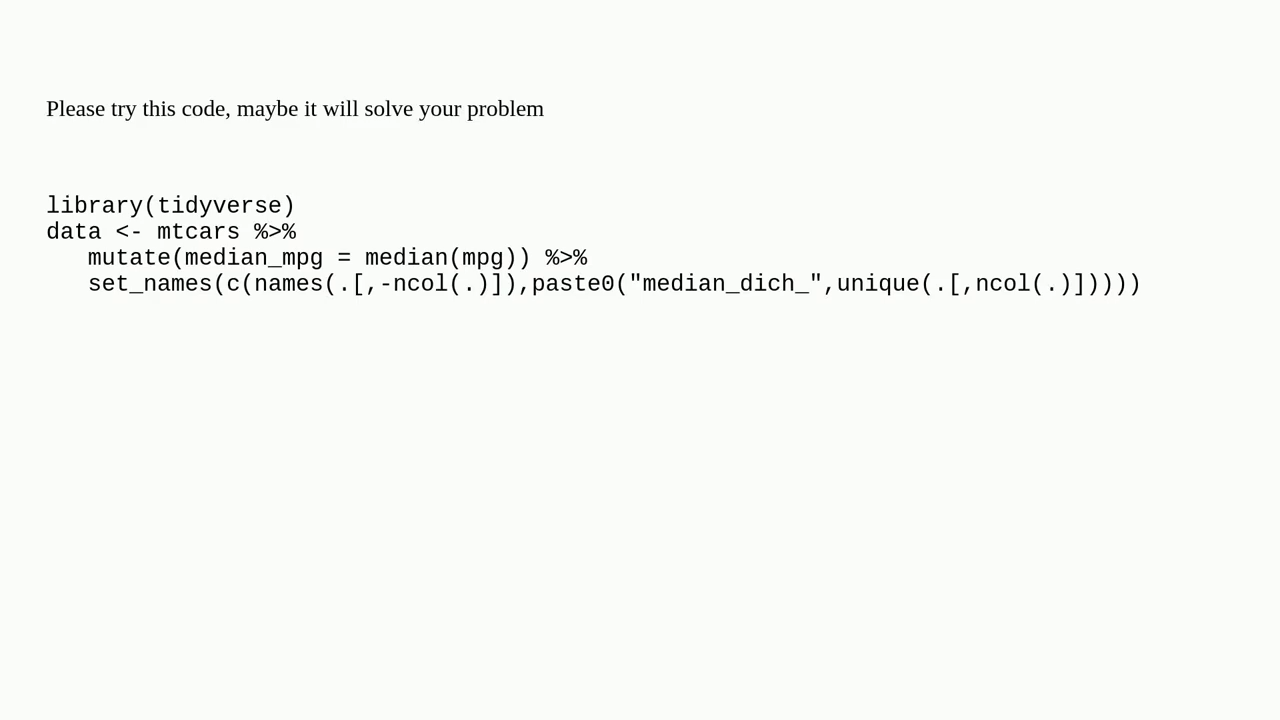 Please try this code, maybe it will solve your problem
library(tidyverse)
data <- mtcars %>%
   mutate(median_mpg = median(mpg)) %>%
   set_names(c(names(.[,-ncol(.)]),paste0("median_dich_",unique(.[,ncol(.)]))))